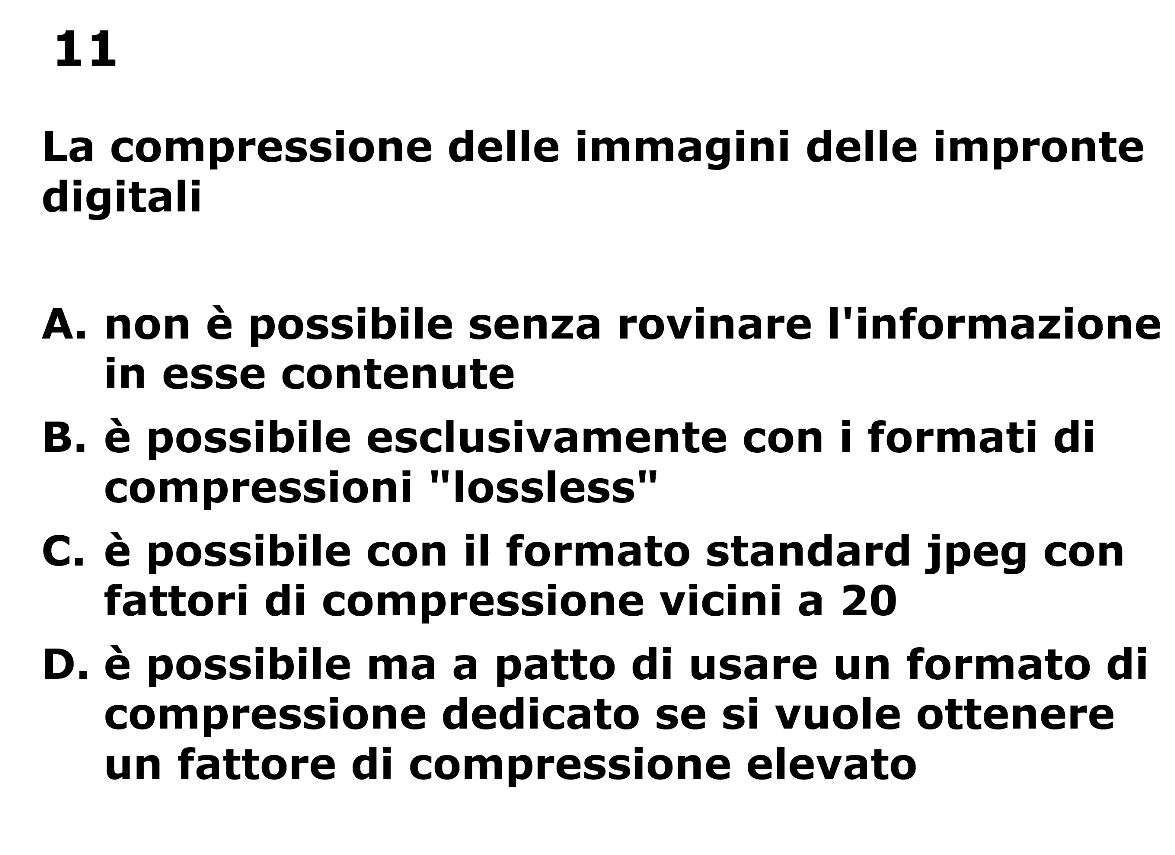 11
La compressione delle immagini delle impronte
digitali
A. non è possibile senza rovinare l'informazione
in esse contenute
B. è possibile esclusivamente con i formati di
compressioni "lossless"
C. è possibile con il formato standard jpeg con
fattori di compressione vicini a 20
D. è possibile ma a patto di usare un formato di
compressione dedicato se si vuole ottenere
un fattore di compressione elevato